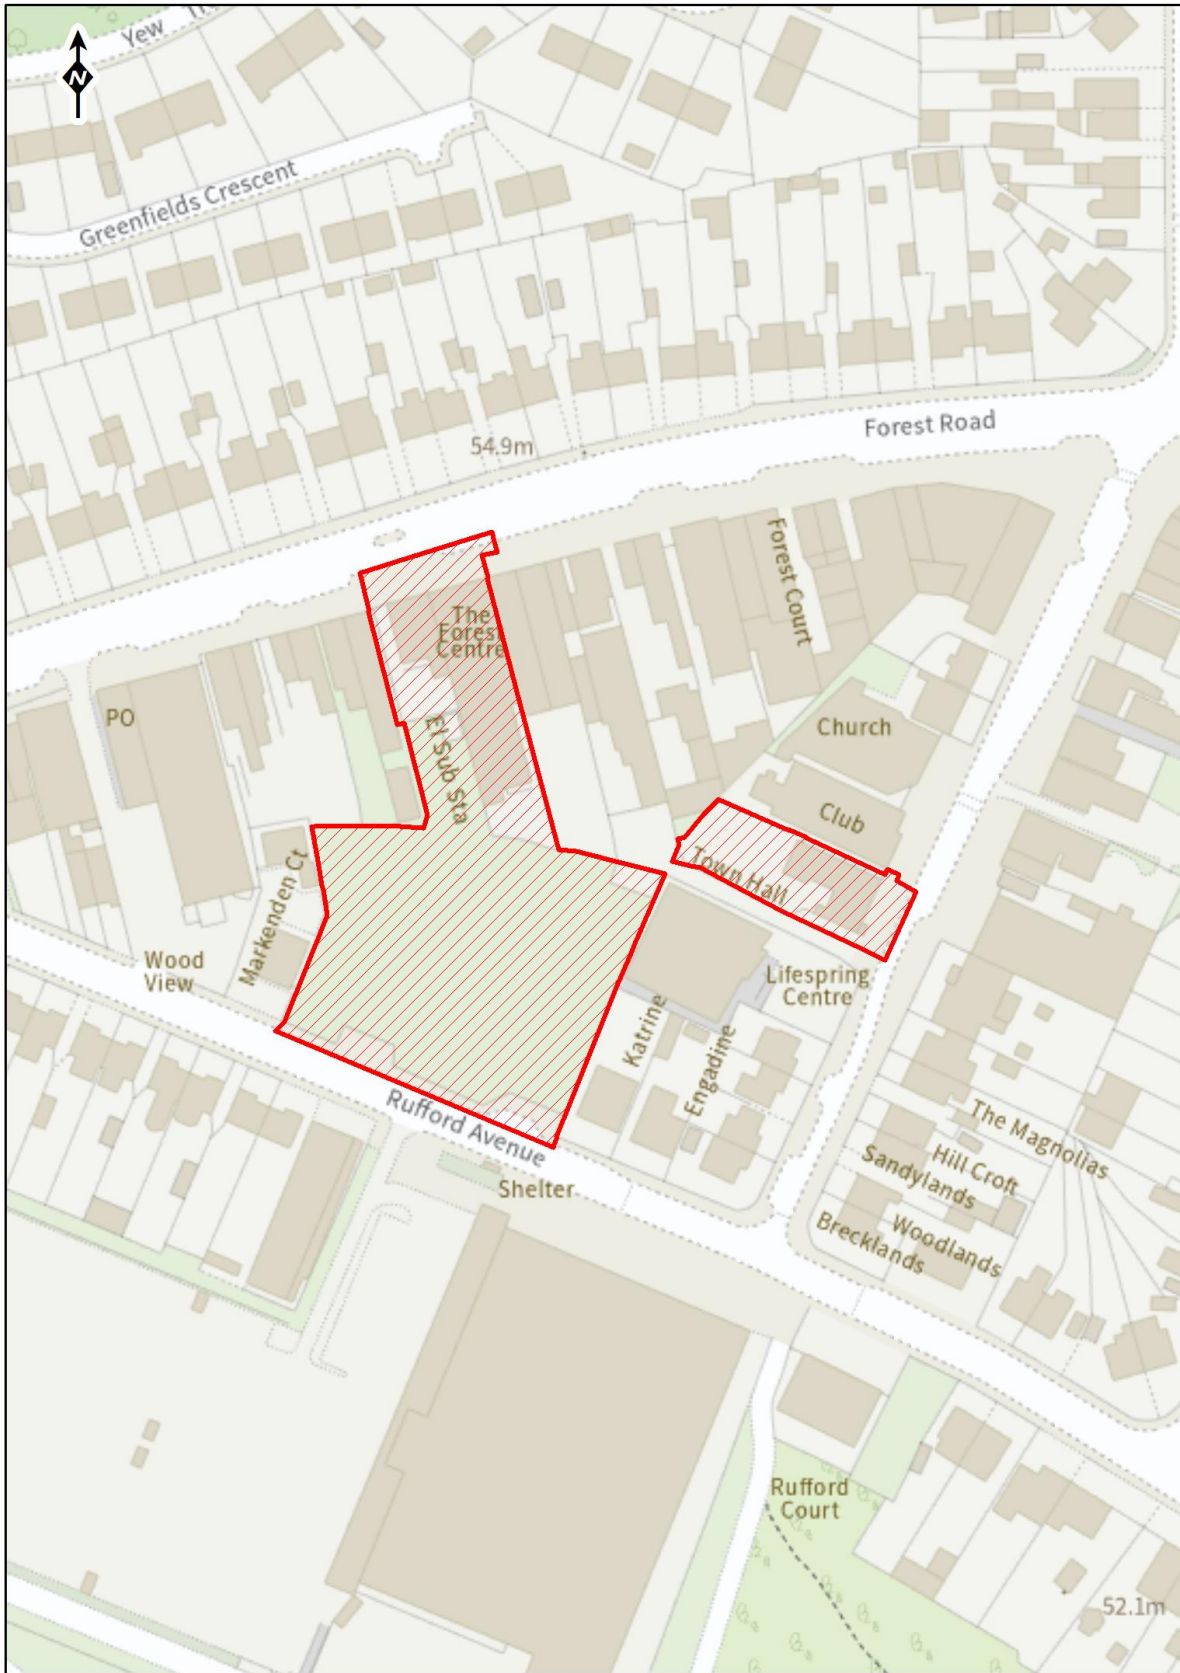 Yew
N
Greenfields Crescent
Forest Road
54.9m
Forest Court
The
Forest
Centre
PO
El Sub Sta
Church
Club
Town Hall
Markenden Ct
Wood
View
Lifespring
Centre
Katrine
Engadine
Rufford Avenue
Shelter
The Magnolias
Hill Croft
Sandylands
Woodlands
Brecklands
Rufford
Court
52.1m